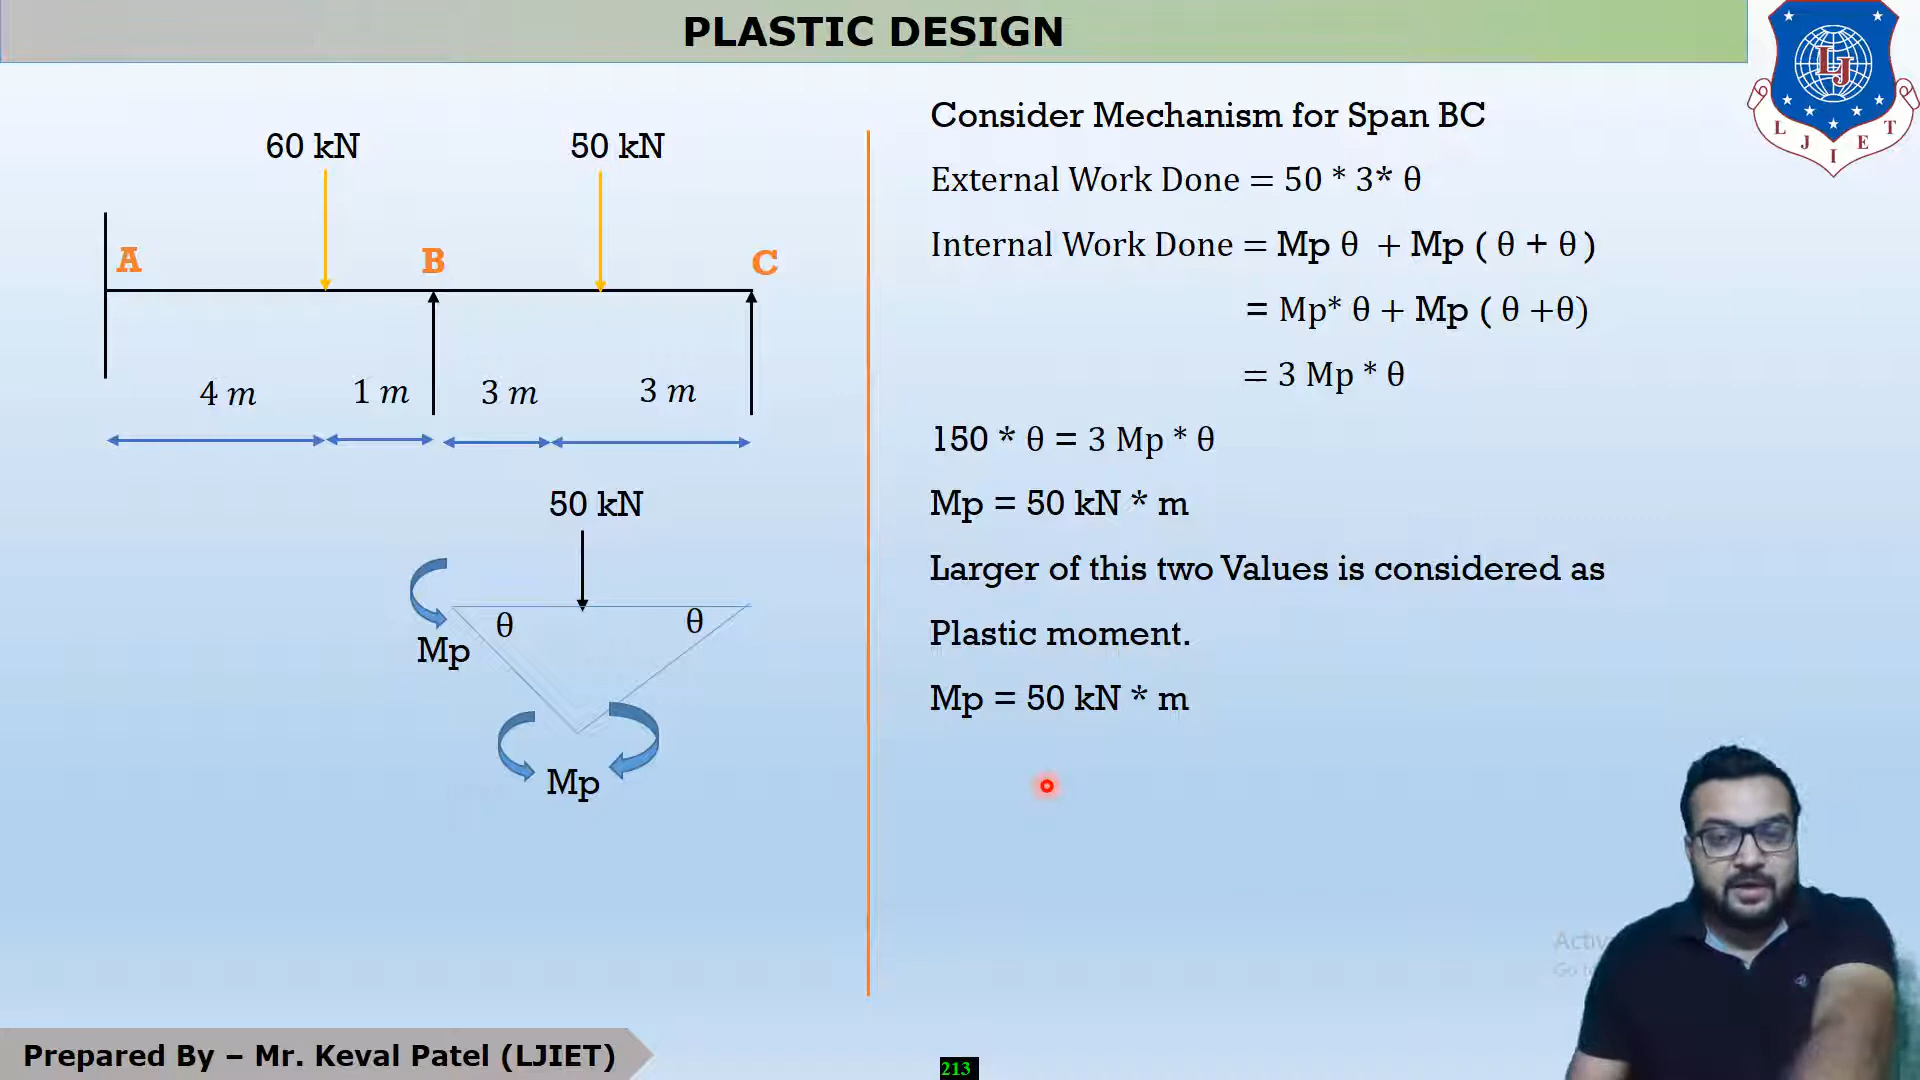 PLASTIC DESIGN
LJ
L J I E T
60 kN
50 kN
A
B
C
4 m
1 m
3 m
3 m
50 kN
θ
θ
Mp
Mp
Consider Mechanism for Span BC
External Work Done = 50 * 3* θ
Internal Work Done = Mp θ + Mp ( θ + θ )
= Mp* θ + Mp ( θ +θ)
= 3 Mp * θ
150 * θ = 3 Mp * θ
Mp = 50 kN * m
Larger of this two Values is considered as
Plastic moment.
Mp = 50 kN * m
Go to
Prepared By – Mr. Keval Patel (LJIET)
213